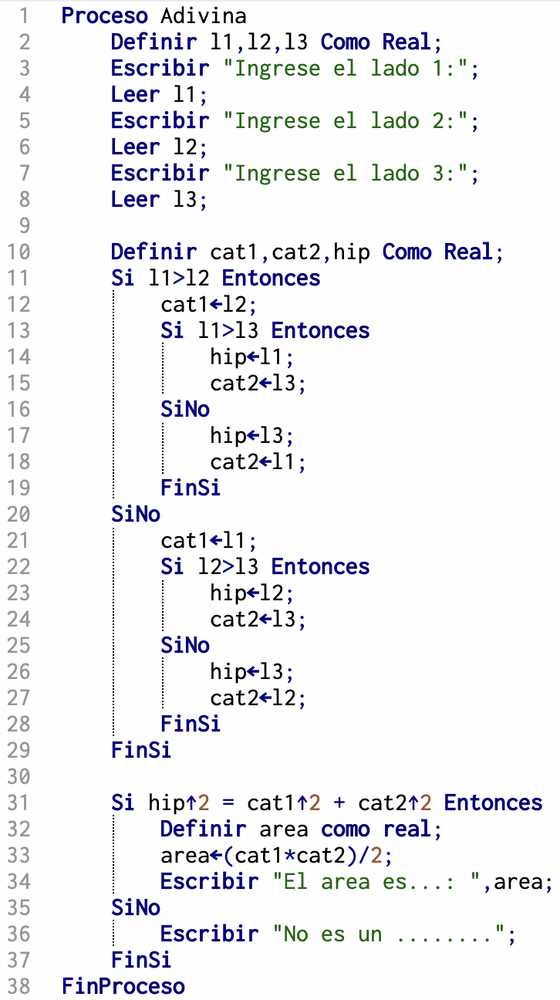 1 Proceso Adivina
2 Definir l1,l2,l3 Como Real;
3 Escribir "Ingrese el lado 1:";
4 Leer l1;
5 Escribir "Ingrese el lado 2:";
6 Leer l2;
7 Escribir "Ingrese el lado 3:";
8 Leer l3;
9
10 Definir cat1,cat2,hip Como Real;
11 Si l1>l2 Entonces
12 cat1←l2;
13 Si l1>l3 Entonces
14 hip←l1;
15 cat2←l3;
16 SiNo
17 hip←l3;
18 cat2←l1;
19 FinSi
20 SiNo
21 cat1←l1;
22 Si l2>l3 Entonces
23 hip←l2;
24 cat2←l3;
25 SiNo
26 hip←l3;
27 cat2←l2;
28 FinSi
29 FinSi
30
31 Si hip↑2 = cat1↑2 + cat2↑2 Entonces
32 Definir area como real;
33 area←(cat1*cat2)/2;
34 Escribir "El area es...: ",area;
35 SiNo
36 Escribir "No es un ........";
37 FinSi
38 FinProceso